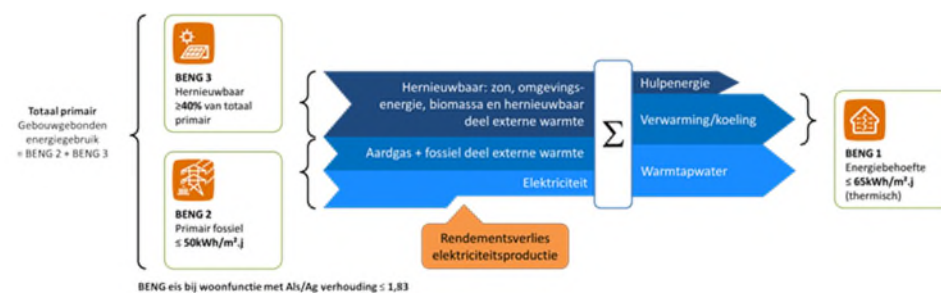 Totaal primair
Gebouwgebonden
energiegebruik
= BENG 2 + BENG 3
BENG 3
Hernieuwbaar
≥40% van totaal
primair
BENG 2
Primair fossiel
≤ 50kWh/m².j
Hernieuwbaar: zon, omgevings-
energie, biomassa en hernieuwbaar
deel externe warmte
Aardgas + fossiel deel externe warmte
Elektriciteit
Rendementsverlies
elektriciteitsproductie
Σ
Hulpenergie
Verwarming/koeling
Warmtapwater
BENG 1
Energiebehoefte
≤ 65kWh/m².j
(thermisch)
BENG eis bij woonfunctie met Als/Ag verhouding ≤ 1,83